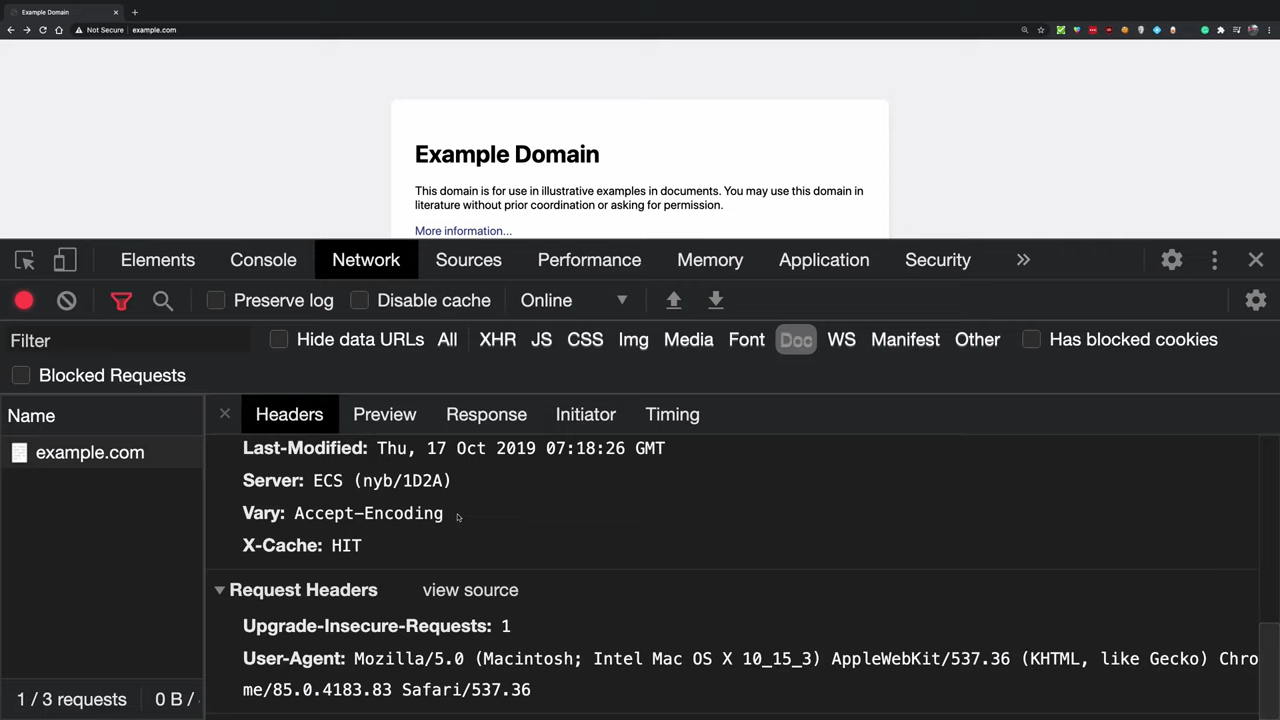 Example Domain
Not Secure example.com
Example Domain
This domain is for use in illustrative examples in documents. You may use this domain in
literature without prior coordination or asking for permission.
More information...
Elements Console Network Sources Performance Memory Application Security
Preserve log Disable cache Online
Filter Hide data URLs All XHR JS CSS Img Media Font Doc WS Manifest Other Has blocked cookies
Blocked Requests
Name Headers Preview Response Initiator Timing
example.com
Last-Modified: Thu, 17 Oct 2019 07:18:26 GMT
Server: ECS (nyb/1D2A)
Vary: Accept-Encoding
X-Cache: HIT
Request Headers view source
Upgrade-Insecure-Requests: 1
User-Agent: Mozilla/5.0 (Macintosh; Intel Mac OS X 10_15_3) AppleWebKit/537.36 (KHTML, like Gecko) Chro
me/85.0.4183.83 Safari/537.36
1 / 3 requests 0 B /